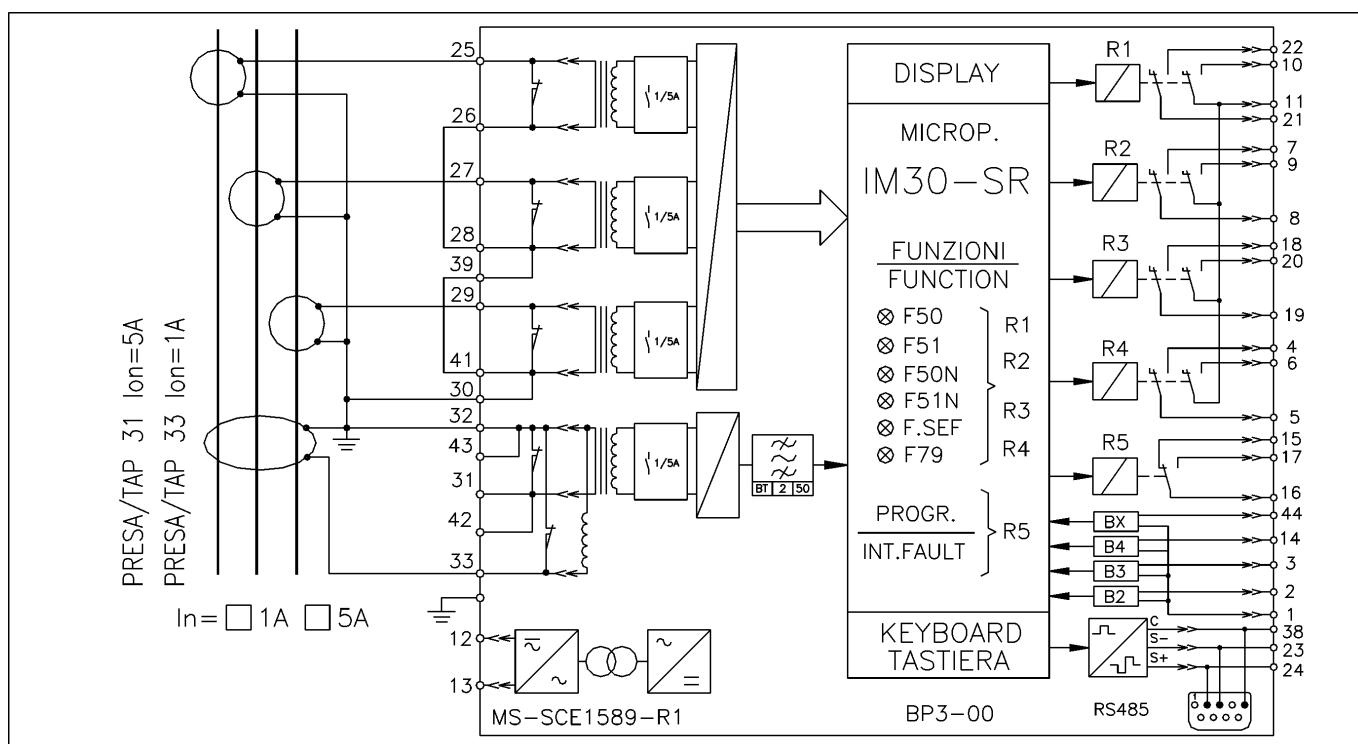 PRESA/TAP 31 Ion=5A
PRESA/TAP 33 Ion=1A
In= 1A 5A
25
26
27
28
39
29
41
30
32
43
31
42
33
12
13
1/5A
1/5A
1/5A
1/5A
BT 2 50
MS-SCE1589-R1
DISPLAY
MICROP.
IM30-SR
FUNZIONI
FUNCTION
F50
F51
F50N
F51N
F.SEF
F79
R1
R2
R3
R4
PROGR.
INT.FAULT
R5
KEYBOARD
TASTIERA
BP3-00
R1
R2
R3
R4
R5
BX
B4
B3
B2
C
S-
S+
RS485
1
22
10
11
21
7
9
8
18
20
19
4
6
5
15
17
16
44
14
3
2
1
38
23
24